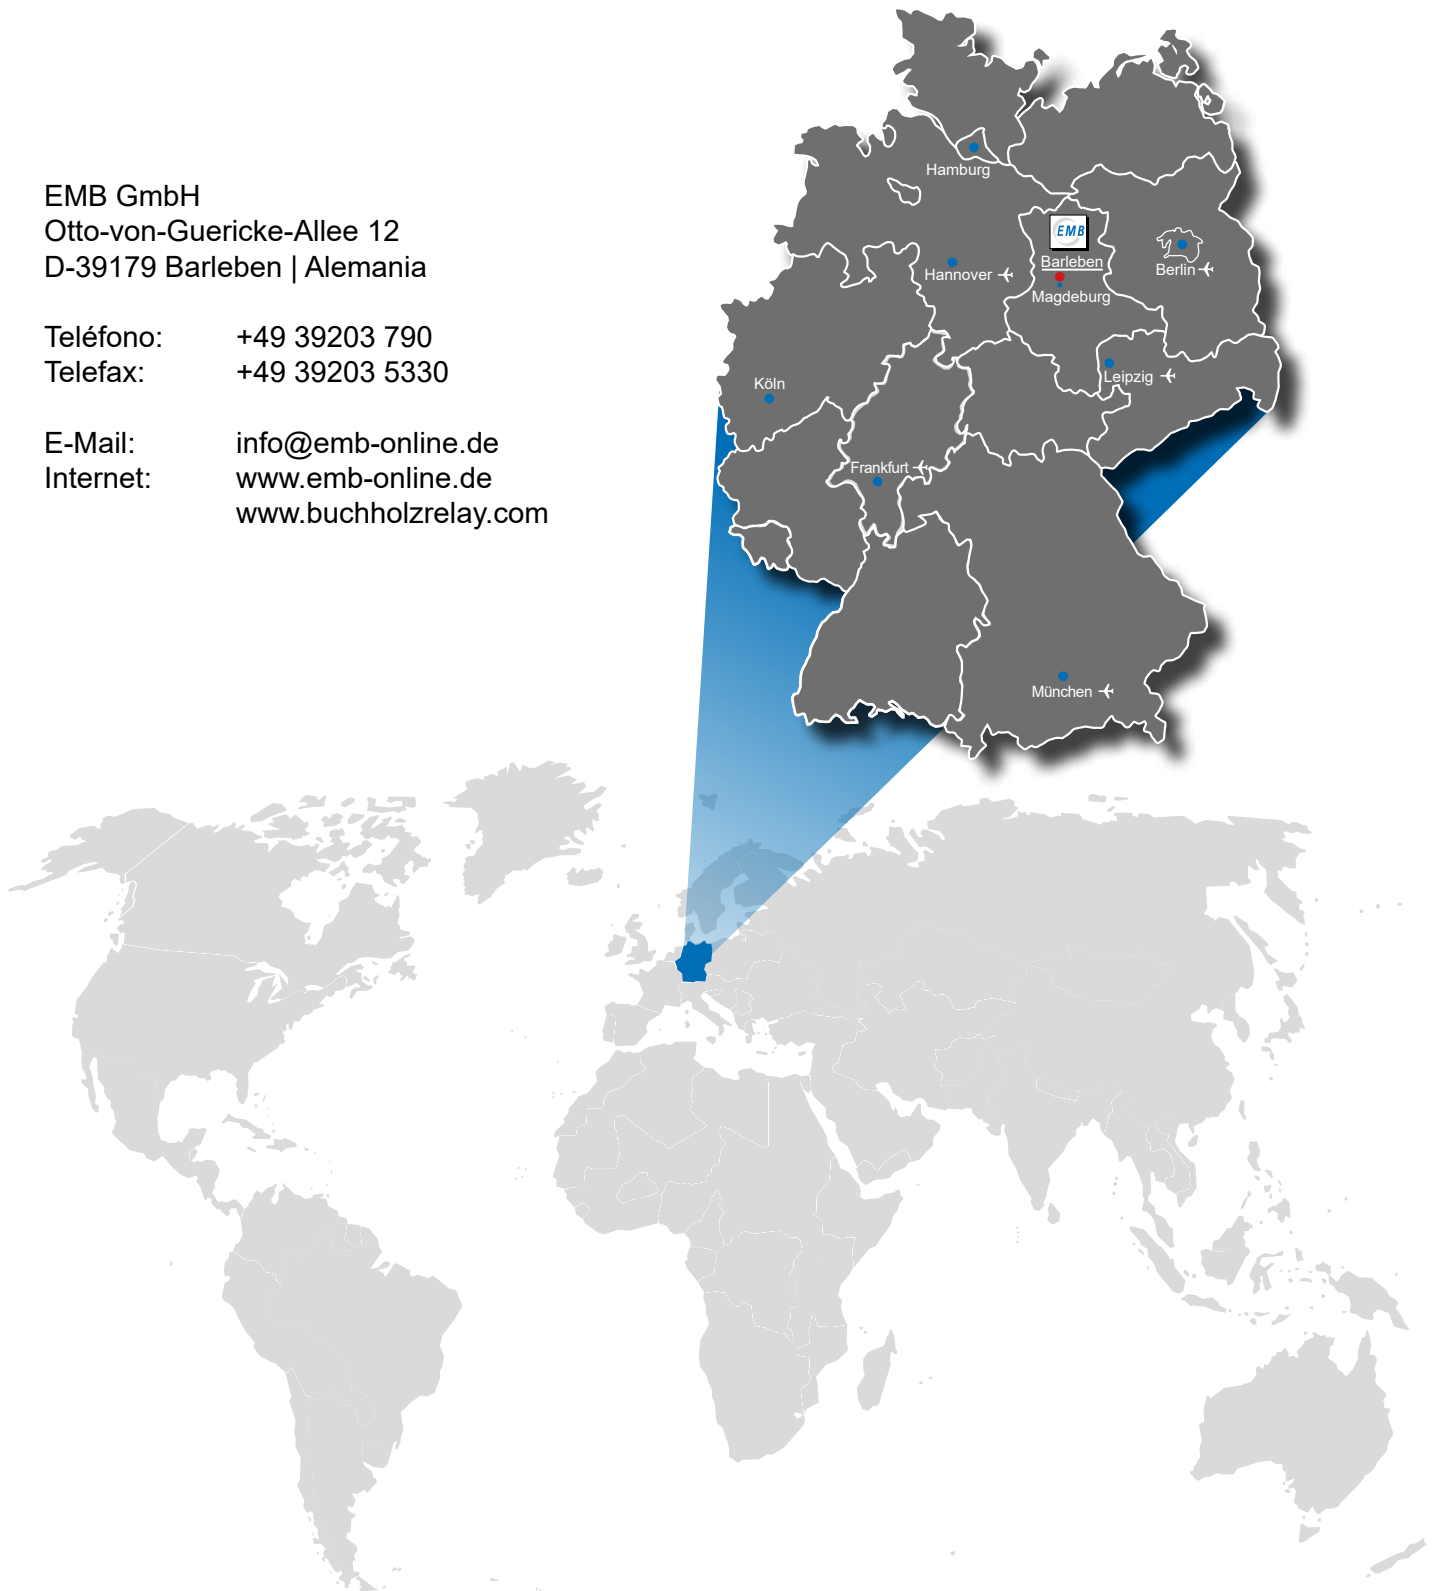 EMB GmbH
Otto-von-Guericke-Allee 12
D-39179 Barleben | Alemania
Teléfono: +49 39203 790
Telefax: +49 39203 5330
E-Mail: info@emb-online.de
Internet: www.emb-online.de
www.buchholzrelay.com
Hamburg
EMB
Barleben
Hannover
Berlin
Magdeburg
Köln
Leipzig
Frankfurt
München